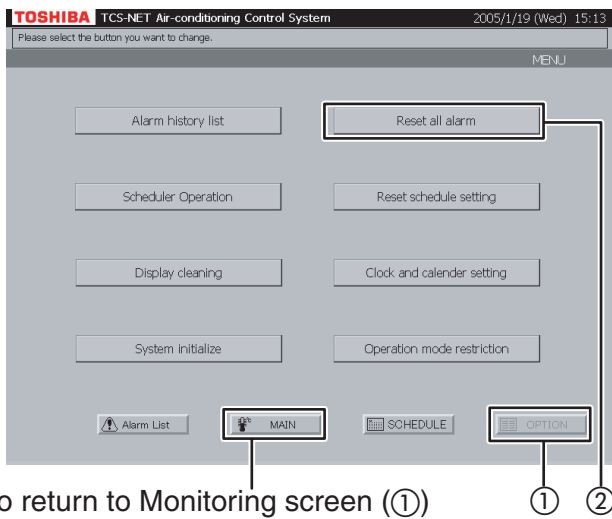 TOSHIBA TCS-NET Air-conditioning Control System 2005/1/19 (Wed) 15:13
Please select the button you want to change.
MENU
Alarm history list Reset all alarm
Scheduler Operation Reset schedule setting
Display cleaning Clock and calender setting
System initialize Operation mode restriction
Alarm List MAIN SCHEDULE OPTION
o return to Monitoring screen (①) ① ②